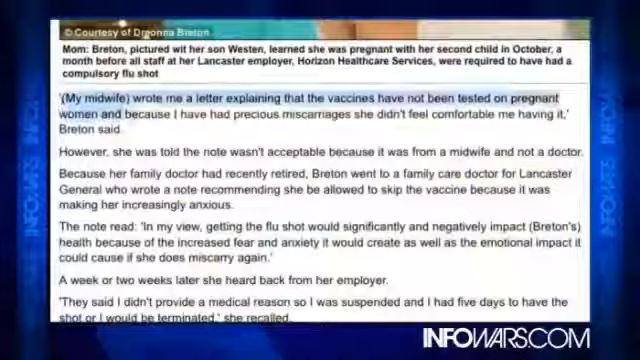 © Courtesy of Dreonna Breton
Mom: Breton, pictured wit her son Westen, learned she was pregnant with her second child in October, a
month before all staff at her Lancaster employer, Horizon Healthcare Services, were required to have had a
compulsory flu shot
'(My midwife) wrote me a letter explaining that the vaccines have not been tested on pregnant
women and because I have had precious miscarriages she didn't feel comfortable me having it,'
Breton said.
However, she was told the note wasn't acceptable because it was from a midwife and not a doctor.
Because her family doctor had recently retired, Breton went to a family care doctor for Lancaster
General who wrote a note recommending she be allowed to skip the vaccine because it was
making her increasingly anxious.
The note read: 'In my view, getting the flu shot would significantly and negatively impact (Breton's)
health because of the increased fear and anxiety it would create as well as the emotional impact it
could cause if she does miscarry again.'
A week or two weeks later she heard back from her employer.
'They said I didn't provide a medical reason so I was suspended and I had five days to have the
shot or I would be terminated,' she recalled.
INFOWARS.COM